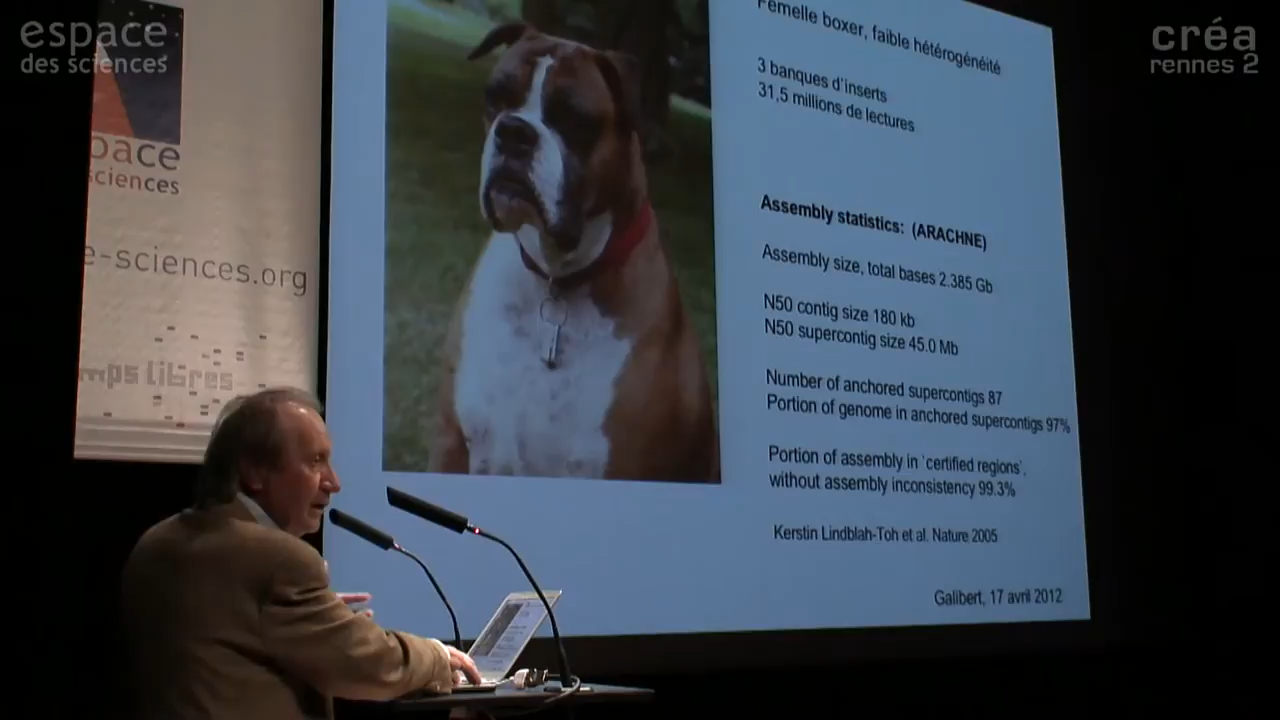 espace
des sciences
créa
rennes 2
pace
sciences
e-sciences.org
mps libres
Femelle boxer, faible hétérogénéité
3 banques d'inserts
31,5 millions de lectures
Assembly statistics: (ARACHNE)
Assembly size, total bases 2.385 Gb
N50 contig size 180 kb
N50 supercontig size 45.0 Mb
Number of anchored supercontigs 87
Portion of genome in anchored supercontigs 97%
Portion of assembly in 'certified regions',
without assembly inconsistency 99.3%
Kerstin Lindblah-Toh et al. Nature 2005
Galibert, 17 avril 2012